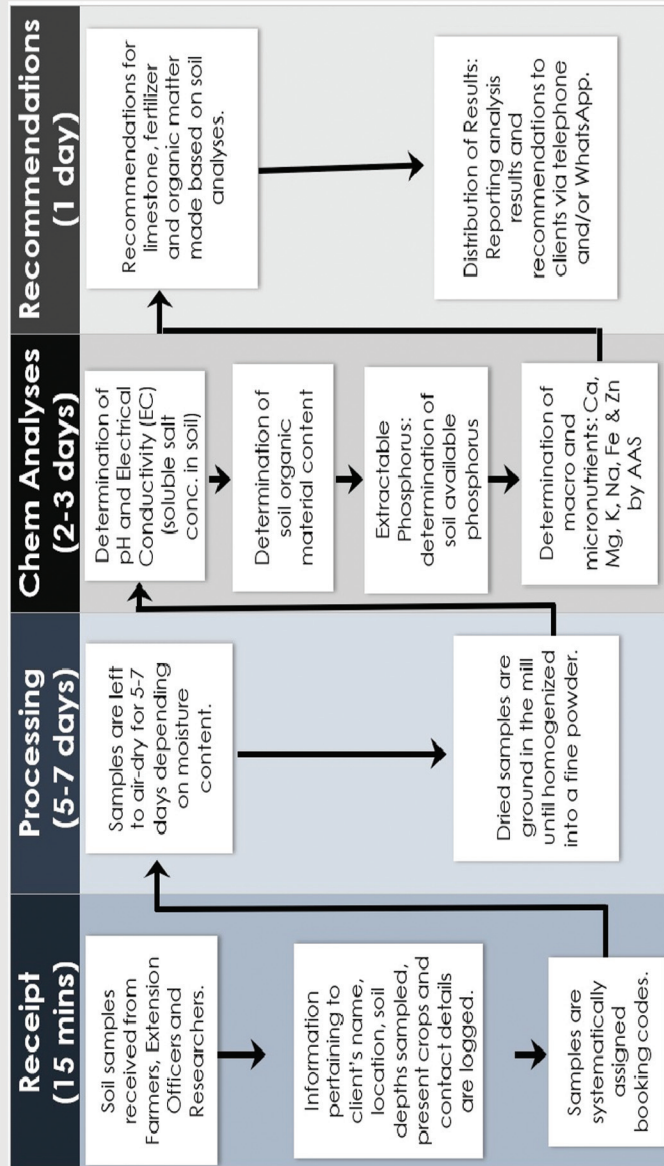 Receipt
(15 mins)
Soil samples
received from
Farmers, Extension
Officers and
Researchers.
Information
pertaining to
client's name,
location, soil
depths sampled,
present crops and
contact details
are logged.
Samples are
systematically
assigned
booking codes.
Processing
(5-7 days)
Samples are left
to air-dry for 5-7
days depending
on moisture
content.
Dried samples are
ground in the mill
until homogenized
into a fine powder.
Chem Analyses
(2-3 days)
Determination of
pH and Electrical
Conductivity (EC)
(soluble salt
conc. in soil)
Determination of
soil organic
material content
Extractable
Phosphorus:
determination of
soil available
phosphorus
Determination of
macro and
micronutrients: Ca,
Mg, K, Na, Fe & Zn
by AAS
Recommendations
(1 day)
Recommendations for
limestone, fertilizer
and organic matter
made based on soil
analyses.
Distribution of Results:
Reporting analysis
results and
recommendations to
clients via telephone
and/or WhatsApp.